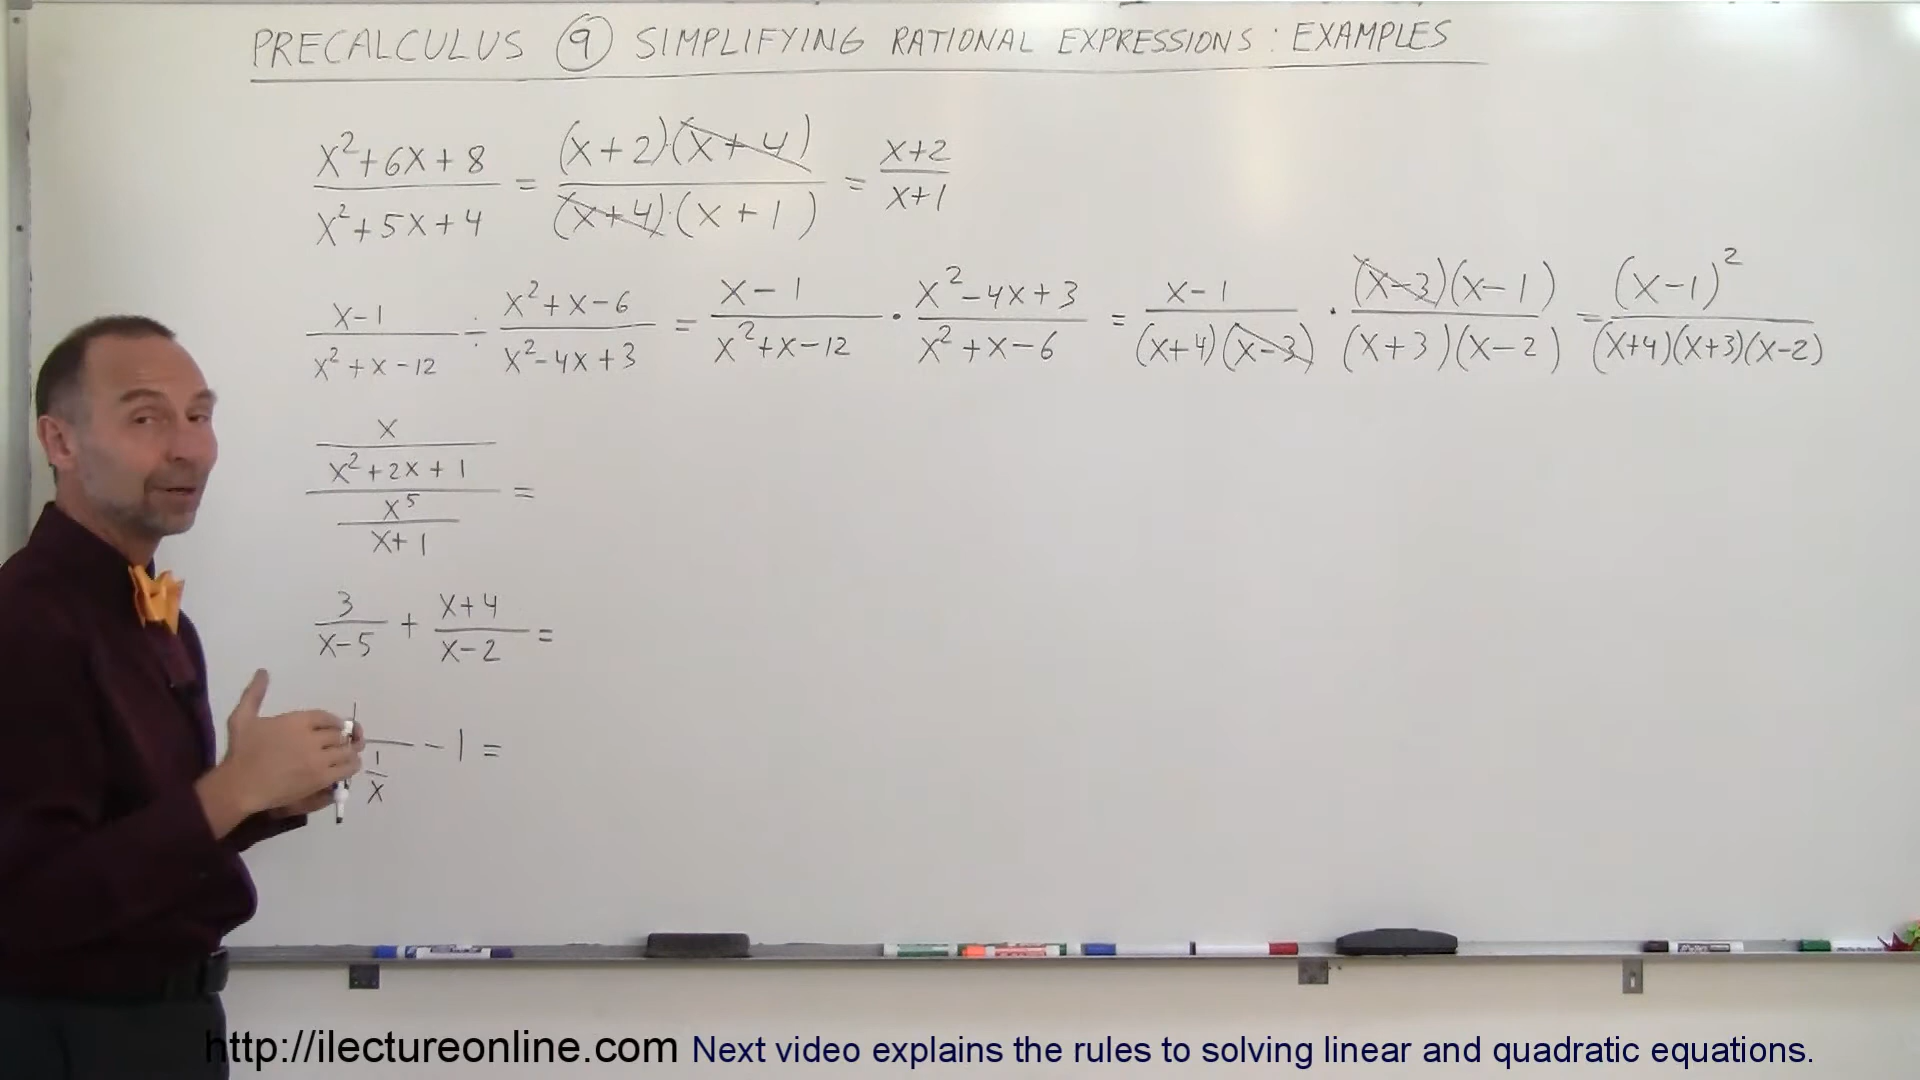 PRECALCULUS ⑨ SIMPLIFYING RATIONAL EXPRESSIONS : EXAMPLES
x²+6x+8 / x²+5x+4 = (x+2)·(x+4) / (x+4)·(x+1) = x+2 / x+1
x-1 / x²+x-12 ÷ x²+x-6 / x²-4x+3 = x-1 / x²+x-12 · x²-4x+3 / x²+x-6 = x-1 / (x+4)(x-3) · (x-3)(x-1) / (x+3)(x-2) = (x-1)² / (x+4)(x+3)(x-2)
x / x²+2x+1 / x⁵ / x+1 =
3 / x-5 + x+4 / x-2 =
1 / x - 1 =
http://ilectureonline.com Next video explains the rules to solving linear and quadratic equations.